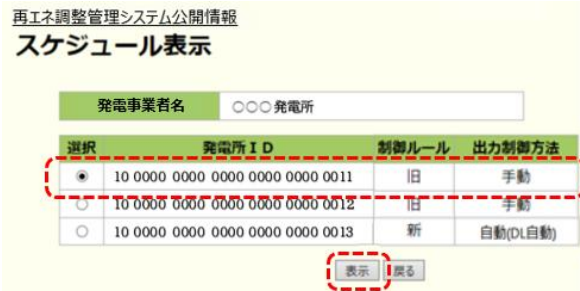 再エネ調整管理システム公開情報
スケジュール表示
発電事業者名 ○○○発電所
選択 発電所ID 制御ルール 出力制御方法
10 0000 0000 0000 0000 0000 0011 旧 手動
10 0000 0000 0000 0000 0000 0012 旧 手動
10 0000 0000 0000 0000 0000 0013 新 自動(DL自動)
表示 戻る